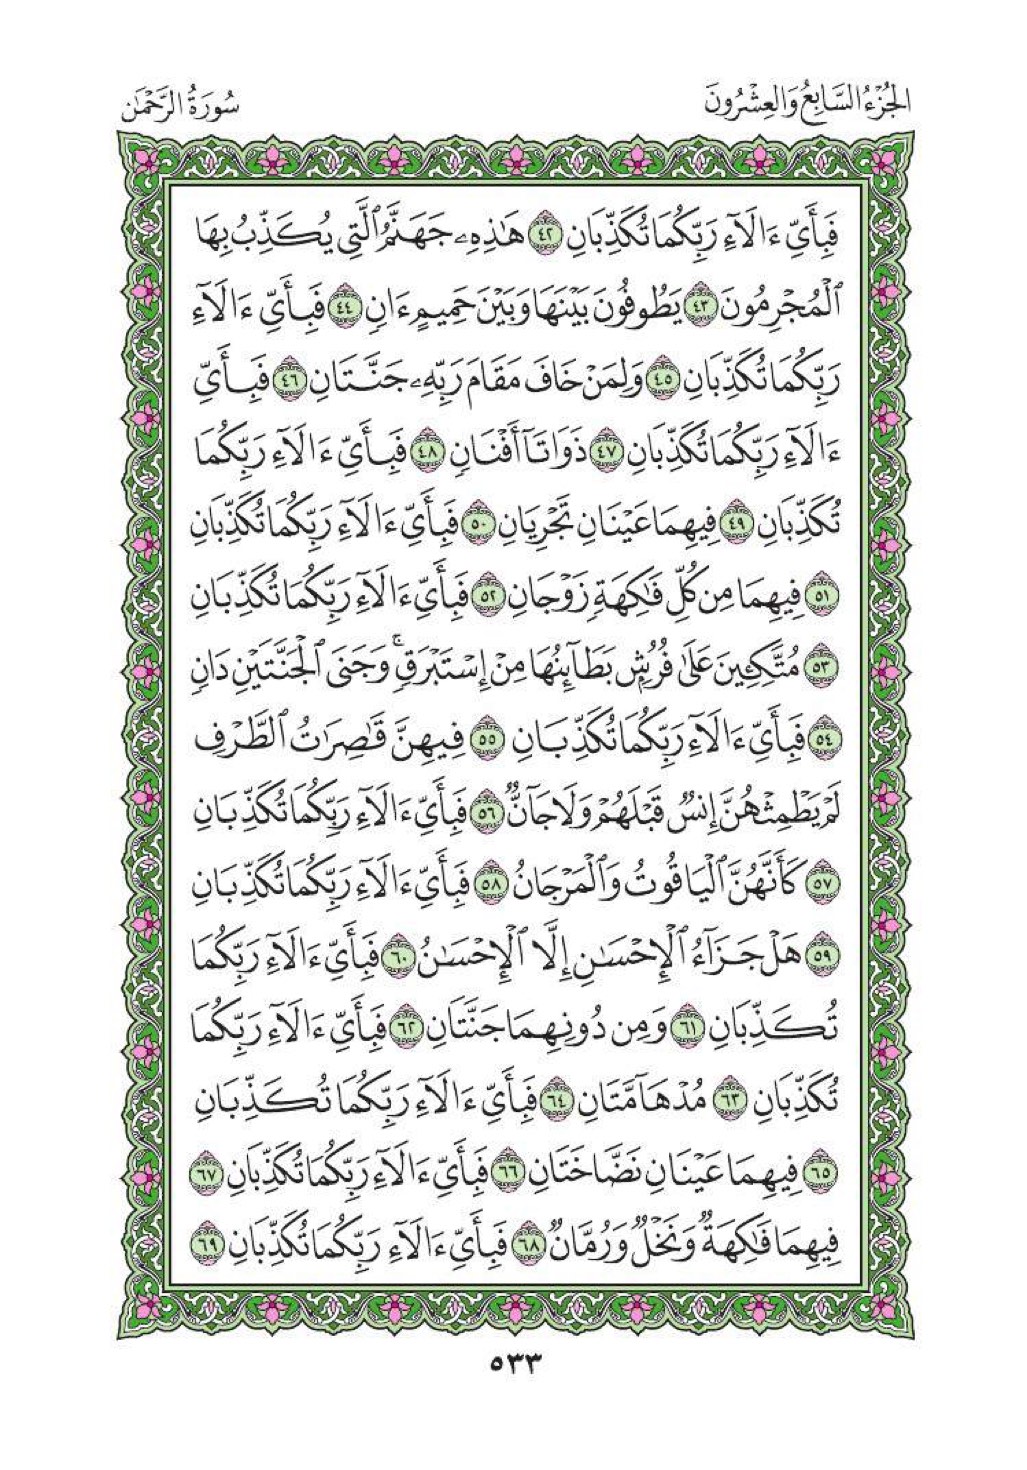 الجُزْءُ السَّابِعُ وَالعِشْرُونَ
سُورَةُ الرَّحْمٰن
فَبِأَيِّ ءَالَآءِ رَبِّكُمَا تُكَذِّبَانِ ٤٢ هَٰذِهِۦ جَهَنَّمُ ٱلَّتِي يُكَذِّبُ بِهَا
ٱلْمُجْرِمُونَ ٤٣ يَطُوفُونَ بَيْنَهَا وَبَيْنَ حَمِيمٍ ءَانٖ ٤٤ فَبِأَيِّ ءَالَآءِ
رَبِّكُمَا تُكَذِّبَانِ ٤٥ وَلِمَنْ خَافَ مَقَامَ رَبِّهِۦ جَنَّتَانِ ٤٦ فَبِأَيِّ
ءَالَآءِ رَبِّكُمَا تُكَذِّبَانِ ٤٧ ذَوَاتَآ أَفْنَانٖ ٤٨ فَبِأَيِّ ءَالَآءِ رَبِّكُمَا
تُكَذِّبَانِ ٤٩ فِيهِمَا عَيْنَانِ تَجْرِيَانِ ٥٠ فَبِأَيِّ ءَالَآءِ رَبِّكُمَا تُكَذِّبَانِ
٥١ فِيهِمَا مِن كُلِّ فَٰكِهَةٖ زَوْجَانِ ٥٢ فَبِأَيِّ ءَالَآءِ رَبِّكُمَا تُكَذِّبَانِ
٥٣ مُتَّكِـِٔينَ عَلَىٰ فُرُشِۭ بَطَآئِنُهَا مِنْ إِسْتَبْرَقٖۚ وَجَنَى ٱلْجَنَّتَيْنِ دَانٖ
٥٤ فَبِأَيِّ ءَالَآءِ رَبِّكُمَا تُكَذِّبَانِ ٥٥ فِيهِنَّ قَٰصِرَٰتُ ٱلطَّرْفِ
لَمْ يَطْمِثْهُنَّ إِنسٞ قَبْلَهُمْ وَلَا جَآنّٞ ٥٦ فَبِأَيِّ ءَالَآءِ رَبِّكُمَا تُكَذِّبَانِ
٥٧ كَأَنَّهُنَّ ٱلْيَاقُوتُ وَٱلْمَرْجَانُ ٥٨ فَبِأَيِّ ءَالَآءِ رَبِّكُمَا تُكَذِّبَانِ
٥٩ هَلْ جَزَآءُ ٱلْإِحْسَٰنِ إِلَّا ٱلْإِحْسَٰنُ ٦٠ فَبِأَيِّ ءَالَآءِ رَبِّكُمَا
تُكَذِّبَانِ ٦١ وَمِن دُونِهِمَا جَنَّتَانِ ٦٢ فَبِأَيِّ ءَالَآءِ رَبِّكُمَا
تُكَذِّبَانِ ٦٣ مُدْهَآمَّتَانِ ٦٤ فَبِأَيِّ ءَالَآءِ رَبِّكُمَا تُكَذِّبَانِ
٦٥ فِيهِمَا عَيْنَانِ نَضَّاخَتَانِ ٦٦ فَبِأَيِّ ءَالَآءِ رَبِّكُمَا تُكَذِّبَانِ ٦٧
فِيهِمَا فَٰكِهَةٞ وَنَخْلٞ وَرُمَّانٞ ٦٨ فَبِأَيِّ ءَالَآءِ رَبِّكُمَا تُكَذِّبَانِ ٦٩
٥٣٣